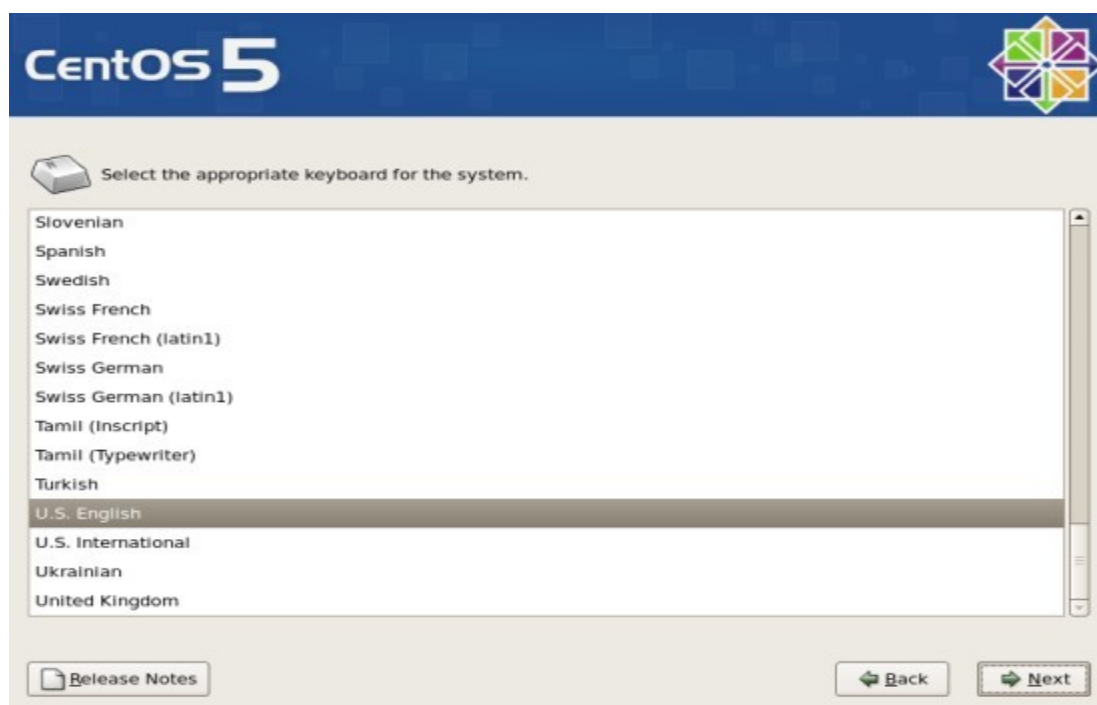 CentOS 5
Select the appropriate keyboard for the system.
Slovenian
Spanish
Swedish
Swiss French
Swiss French (latin1)
Swiss German
Swiss German (latin1)
Tamil (Inscript)
Tamil (Typewriter)
Turkish
U.S. English
U.S. International
Ukrainian
United Kingdom
Release Notes
Back
Next